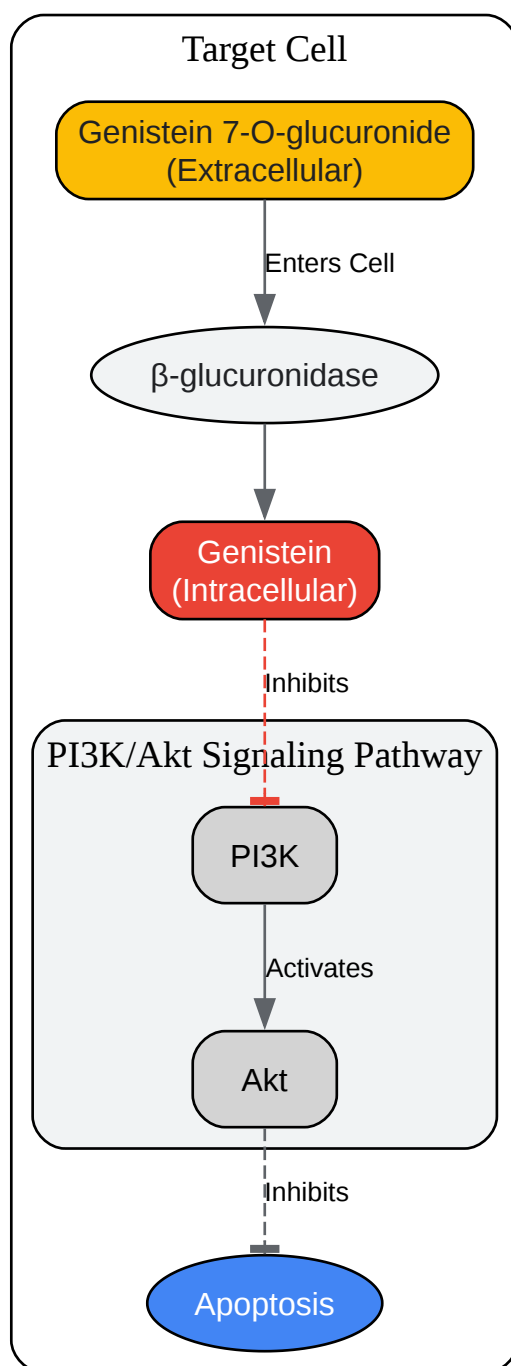 Target Cell
Genistein 7-O-glucuronide
(Extracellular)
Enters Cell
β-glucuronidase
Genistein
(Intracellular)
Inhibits
PI3K/Akt Signaling Pathway
PI3K
Activates
Akt
Inhibits
Apoptosis